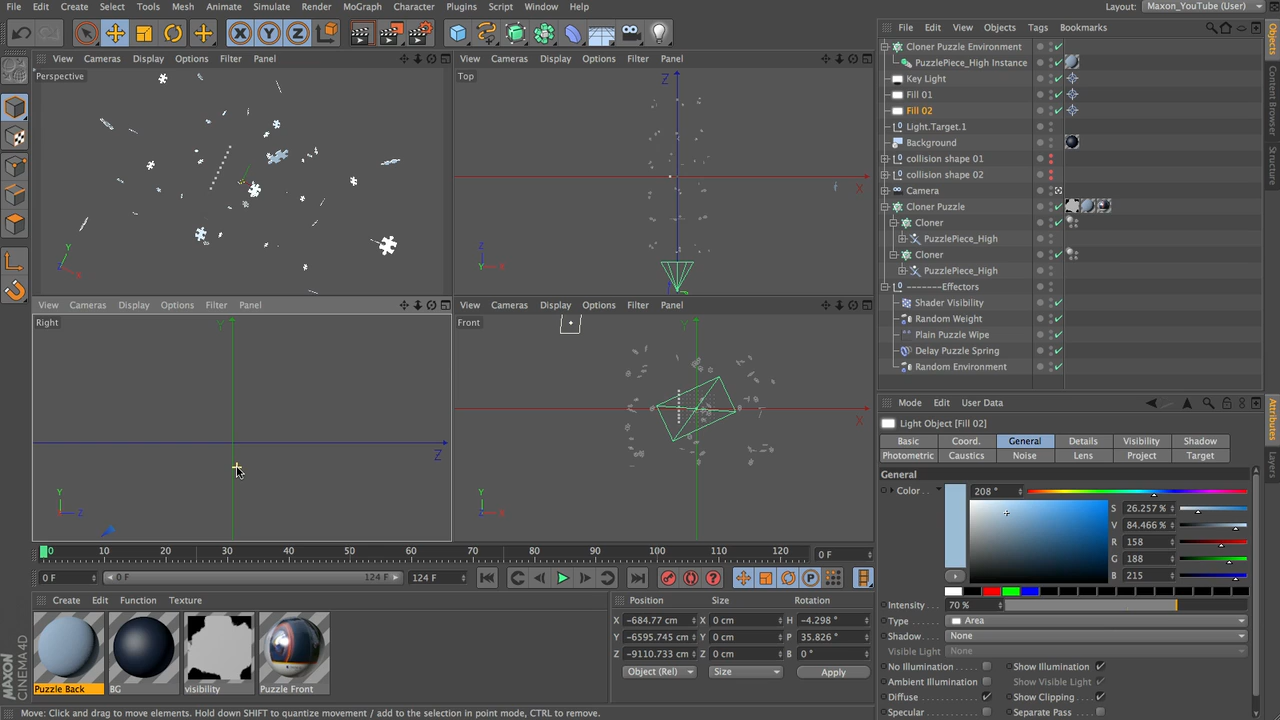 File Edit Create Select Tools Mesh Animate Simulate Render MoGraph Character Plugins Script Window Help
Layout: Maxon_YouTube (User)
File Edit View Objects Tags Bookmarks
View Cameras Display Options Filter Panel
View Cameras Display Options Filter Panel
Perspective
Top
Z
X
Y
X
Z
X
Cloner Puzzle Environment
PuzzlePiece_High Instance
Key Light
Fill 01
Fill 02
Light.Target.1
Background
collision shape 01
collision shape 02
Camera
Cloner Puzzle
Cloner
PuzzlePiece_High
Cloner
PuzzlePiece_High
-------Effectors
Shader Visibility
Random Weight
Plain Puzzle Wipe
Delay Puzzle Spring
Random Environment
Objects
Content Browser
Structure
View Cameras Display Options Filter Panel
View Cameras Display Options Filter Panel
Right
Front
Y
Z
Y
Z
Y
X
Y
X
Mode Edit User Data
Light Object [Fill 02]
Basic Coord. General Details Visibility Shadow
Photometric Caustics Noise Lens Project Target
General
Color
208 °
S 26.257 %
V 84.466 %
R 158
G 188
B 215
Intensity 70 %
Type Area
Shadow None
Visible Light None
No Illumination Show Illumination
Ambient Illumination Show Visible Light
Diffuse Show Clipping
Specular Separate Pass
Attributes
Layers
0 10 20 30 40 50 60 70 80 90 100 110 120 0 F
0 F 0 F 124 F 124 F
Create Edit Function Texture
Puzzle Back BG visibility Puzzle Front
Position Size Rotation
X -684.77 cm X 0 cm H -4.298 °
Y -6595.745 cm Y 0 cm P 35.826 °
Z -9110.733 cm Z 0 cm B 0 °
Object (Rel) Size Apply
MAXON CINEMA 4D
Move: Click and drag to move elements. Hold down SHIFT to quantize movement / add to the selection in point mode, CTRL to remove.